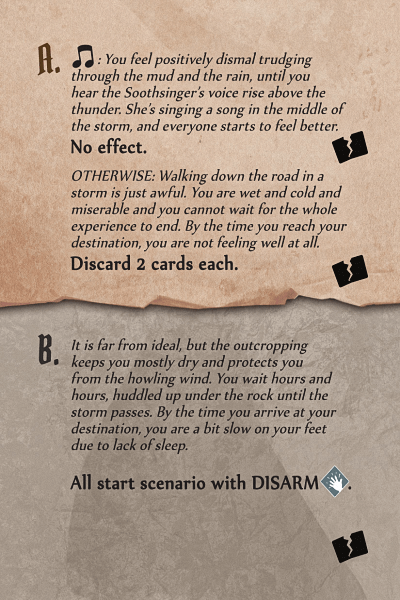 A.
: You feel positively dismal trudging
through the mud and the rain, until you
hear the Soothsinger's voice rise above the
thunder. She's singing a song in the middle of
the storm, and everyone starts to feel better.
No effect.
OTHERWISE: Walking down the road in a
storm is just awful. You are wet and cold and
miserable and you cannot wait for the whole
experience to end. By the time you reach your
destination, you are not feeling well at all.
Discard 2 cards each.
B.
It is far from ideal, but the outcropping
keeps you mostly dry and protects you
from the howling wind. You wait hours and
hours, huddled up under the rock until the
storm passes. By the time you arrive at your
destination, you are a bit slow on your feet
due to lack of sleep.
All start scenario with DISARM .